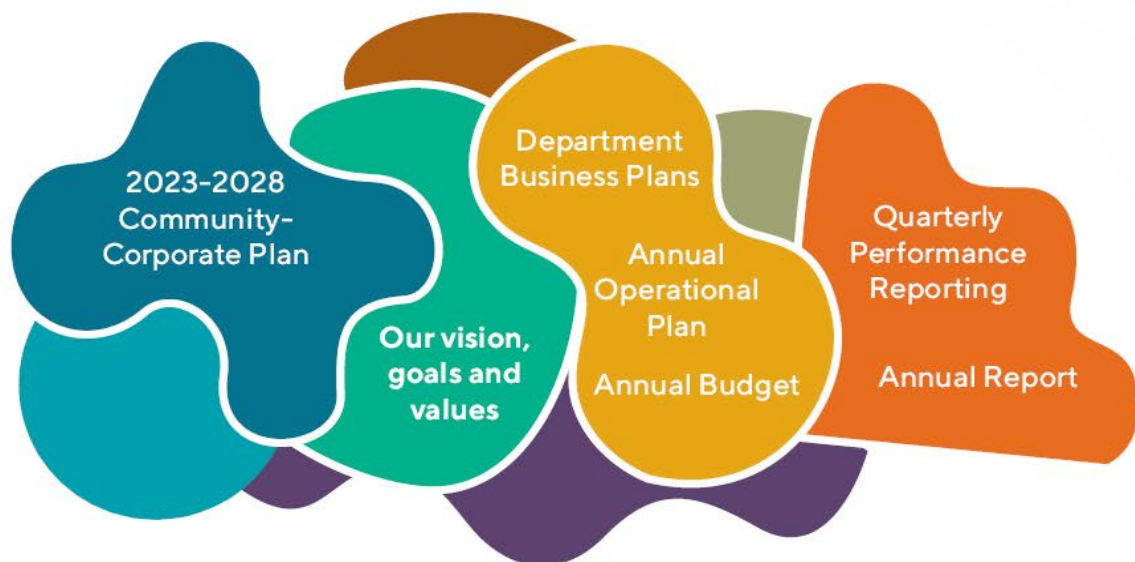 2023-2028
Community-
Corporate Plan
Our vision,
goals and
values
Department
Business Plans
Annual
Operational
Plan
Annual Budget
Quarterly
Performance
Reporting
Annual Report